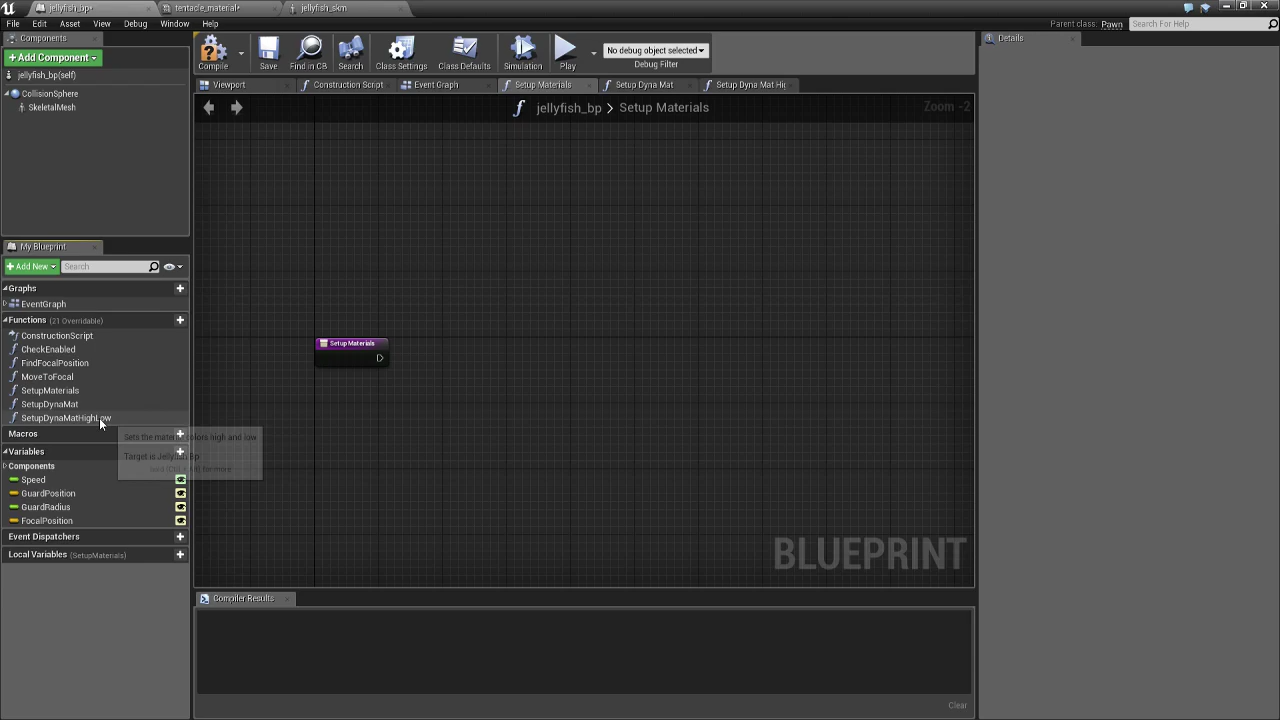 jellyfish_bp*
tentacle_material*
jellyfish_skm
File Edit Asset View Debug Window Help
Parent class: Pawn
Search For Help
Components
Details
Add Component
Compile
Save
Find in CB
Search
Class Settings
Class Defaults
Simulation
Play
No debug object selected
Debug Filter
jellyfish_bp(self)
Viewport
Construction Script
Event Graph
Setup Materials
Setup Dyna Mat
Setup Dyna Mat Hig
CollisionSphere
SkeletalMesh
jellyfish_bp > Setup Materials
Zoom -2
My Blueprint
Add New
Search
Graphs
EventGraph
Functions (21 Overridable)
ConstructionScript
CheckEnabled
FindFocalPosition
MoveToFocal
SetupMaterials
SetupDynaMat
SetupDynaMatHighLow
Setup Materials
Macros
Sets the material colors high and low
Variables
Target is Jellyfish Bp
Components
Speed
GuardPosition
GuardRadius
FocalPosition
Event Dispatchers
Local Variables (SetupMaterials)
BLUEPRINT
Compiler Results
Clear